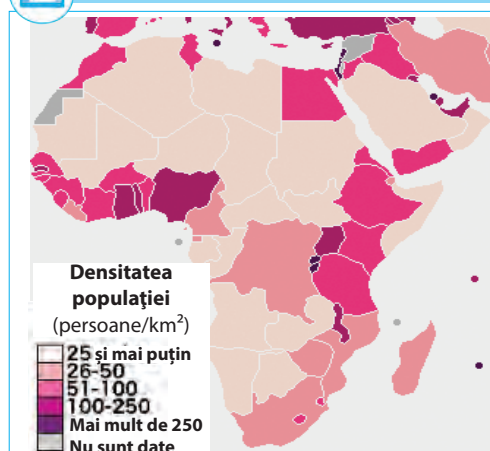 Densitatea
populației
(persoane/km²)
25 și mai puțin
26-50
51-100
100-250
Mai mult de 250
Nu sunt date